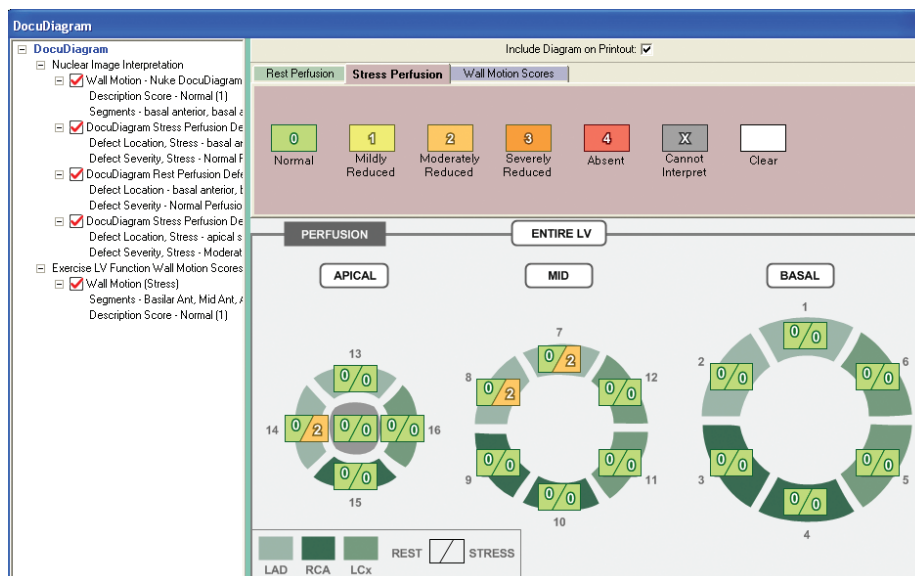 DocuDiagram
DocuDiagram
Nuclear Image Interpretation
Wall Motion - Nuke DocuDiagram
Description Score - Normal (1)
Segments - basal anterior, basal a
DocuDiagram Stress Perfusion De
Defect Location, Stress - basal ar
Defect Severity, Stress - Normal F
DocuDiagram Rest Perfusion Defe
Defect Location - basal anterior, b
Defect Severity - Normal Perfusio
DocuDiagram Stress Perfusion De
Defect Location, Stress - apical s
Defect Severity, Stress - Moderat
Exercise LV Function Wall Motion Scores
Wall Motion (Stress)
Segments - Basilar Ant, Mid Ant, A
Description Score - Normal (1)
Include Diagram on Printout:
Rest Perfusion Stress Perfusion Wall Motion Scores
0 1 2 3 4 X
Normal Mildly Reduced Moderately Reduced Severely Reduced Absent Cannot Interpret Clear
PERFUSION ENTIRE LV
APICAL
13
0/0
14 0/2 0/0 0/0 16
0/0
15
MID
7
0/2
8 0/2 0/0 12
9 0/0 0/0 11
0/0
10
BASAL
1
0/0
2 0/0 0/0 6
3 0/0 0/0 5
0/0
4
LAD RCA LCx
REST / STRESS